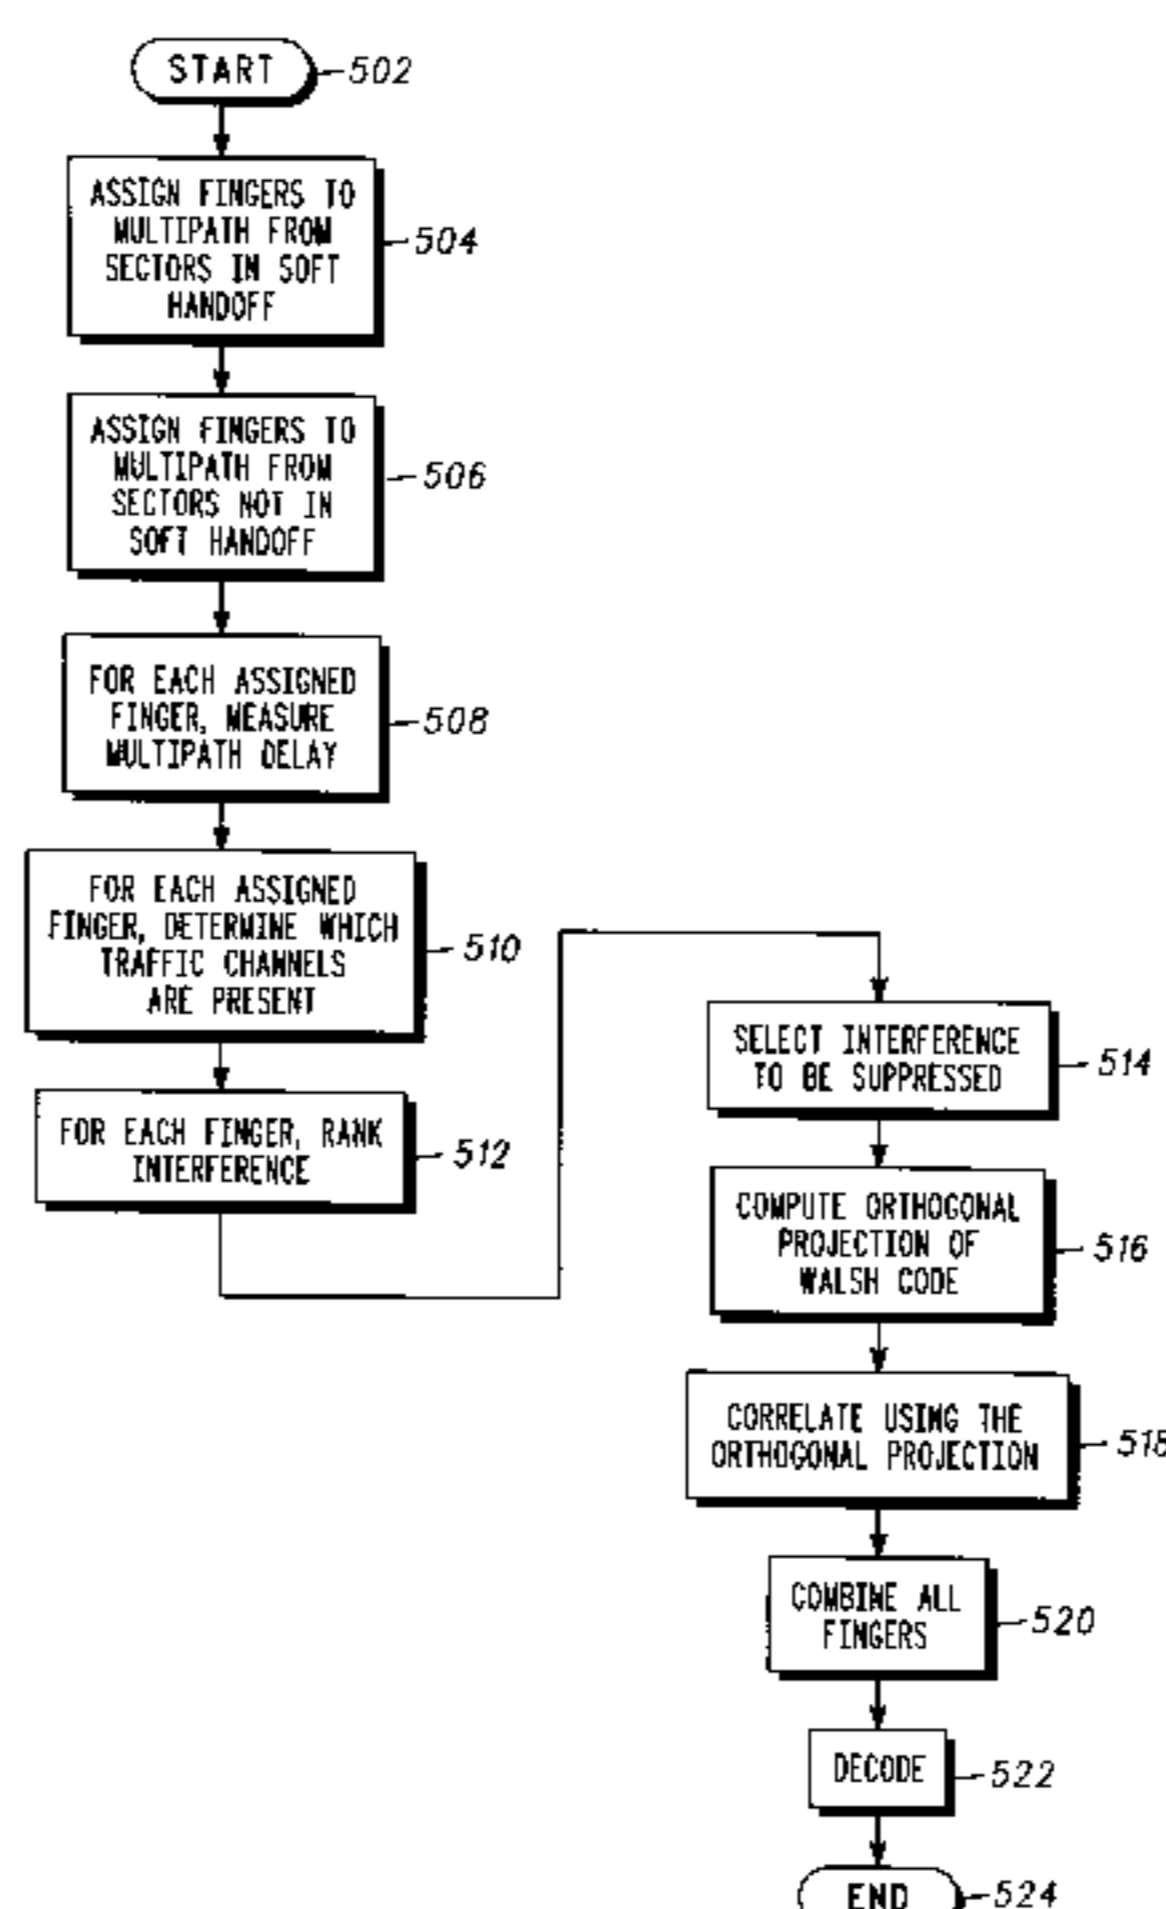 START
502
ASSIGN FINGERS TO
MULTIPATH FROM
SECTORS IN SOFT
HANDOFF
504
ASSIGN FINGERS TO
MULTIPATH FROM
SECTORS NOT IN
SOFT HANDOFF
506
FOR EACH ASSIGNED
FINGER, MEASURE
MULTIPATH DELAY
508
FOR EACH ASSIGNED
FINGER, DETERMINE WHICH
TRAFFIC CHANNELS
ARE PRESENT
510
FOR EACH FINGER, RANK
INTERFERENCE
512
SELECT INTERFERENCE
TO BE SUPPRESSED
514
COMPUTE ORTHOGONAL
PROJECTION OF
WALSH CODE
516
CORRELATE USING THE
ORTHOGONAL PROJECTION
518
COMBINE ALL
FINGERS
520
DECODE
522
END
524